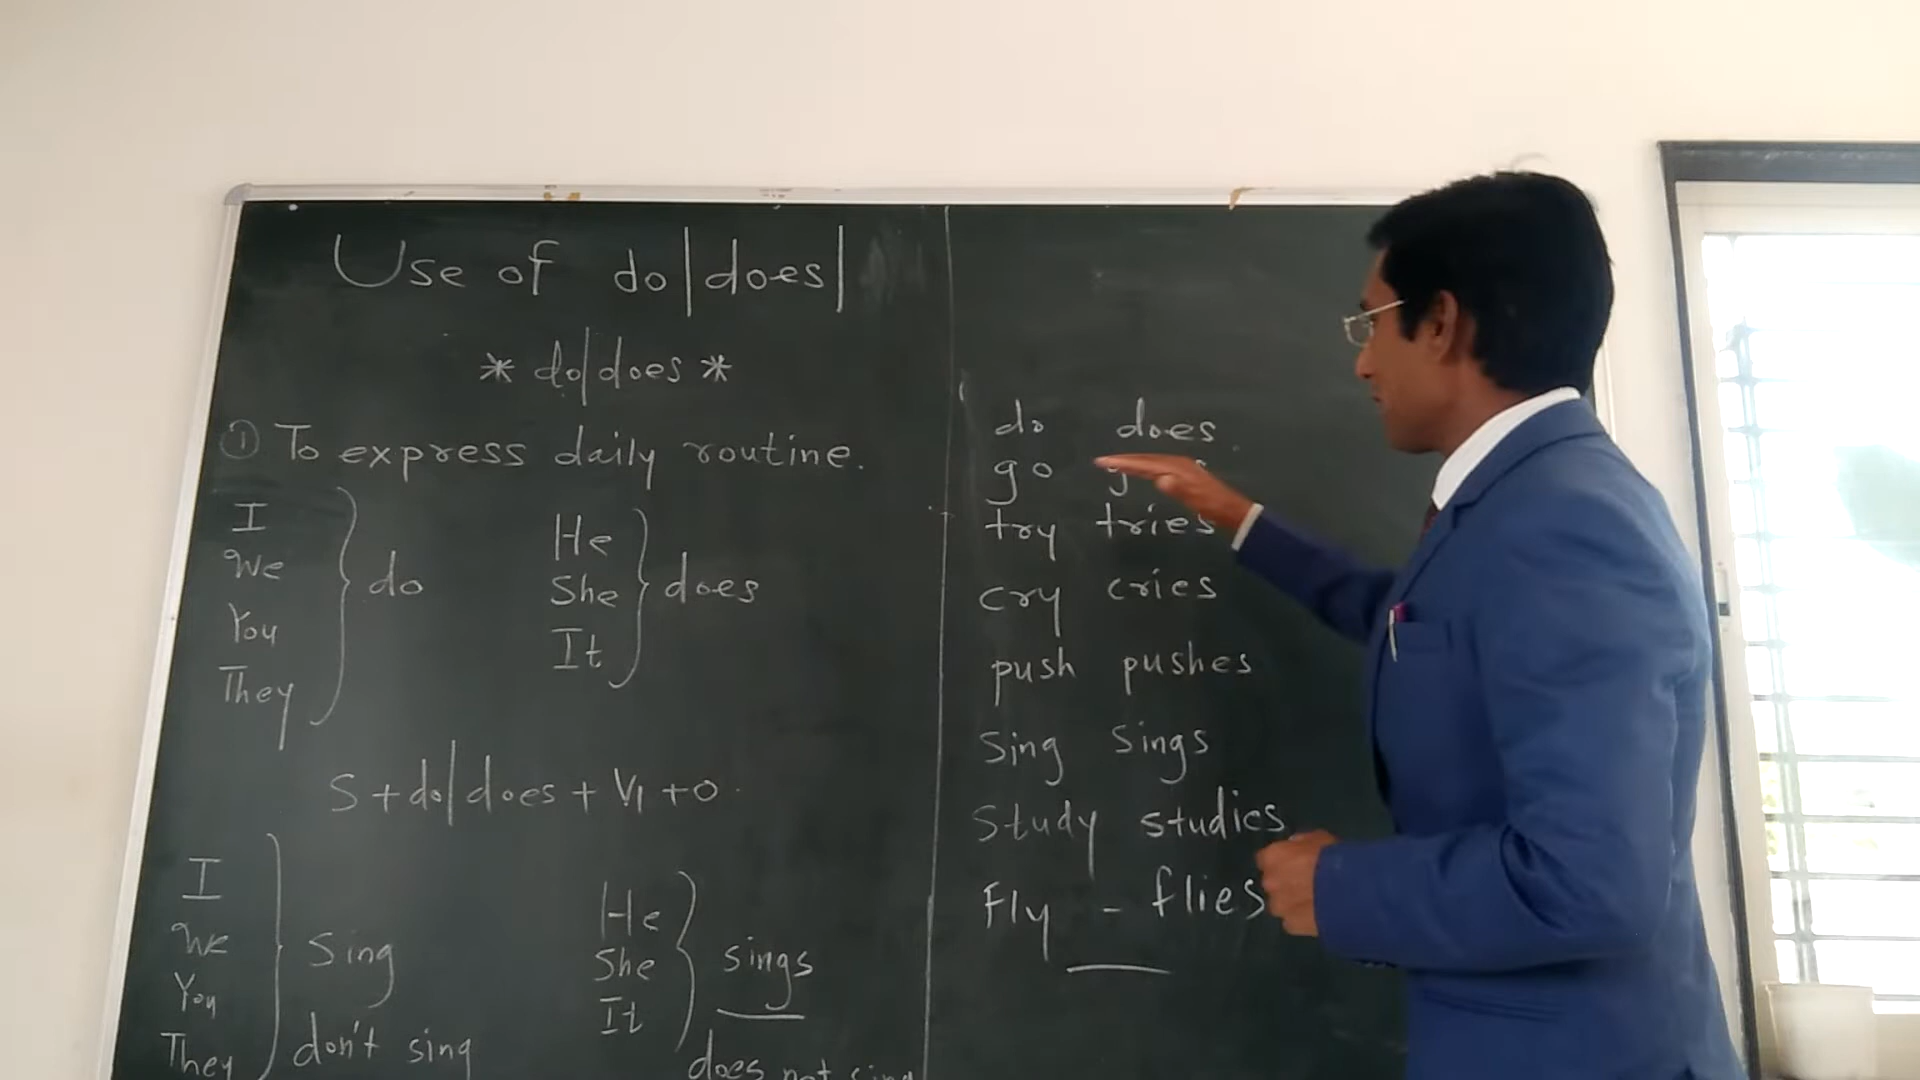 Use of do|does|
* do|does *
① To express daily routine.
I
We
You
They
do
He
She
It
does
S + do|does + V1 + O.
I
We
You
They
Sing
don't sing
He
She
It
sings
does not sing
do does
go
try tries
cry cries
push pushes
Sing Sings
Study studies
Fly - flies